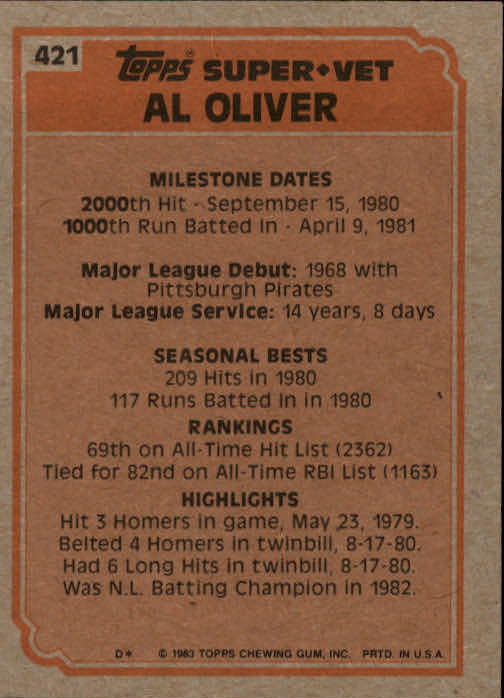 421
Topps® SUPER♦VET
AL OLIVER
MILESTONE DATES
2000th Hit - September 15, 1980
1000th Run Batted In - April 9, 1981
Major League Debut: 1968 with
Pittsburgh Pirates
Major League Service: 14 years, 8 days
SEASONAL BESTS
209 Hits in 1980
117 Runs Batted In in 1980
RANKINGS
69th on All-Time Hit List (2362)
Tied for 82nd on All-Time RBI List (1163)
HIGHLIGHTS
Hit 3 Homers in game, May 23, 1979.
Belted 4 Homers in twinbill, 8-17-80.
Had 6 Long Hits in twinbill, 8-17-80.
Was N.L. Batting Champion in 1982.
D* © 1983 TOPPS CHEWING GUM, INC. PRTD. IN U.S.A.